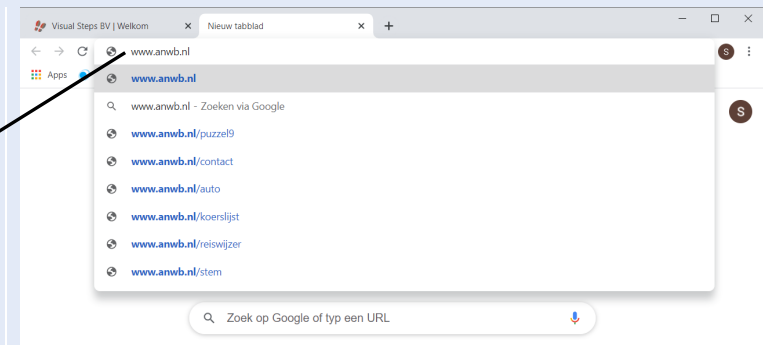 Visual Steps BV | Welkom
Nieuw tabblad
www.anwb.nl
S
Apps
www.anwb.nl
www.anwb.nl - Zoeken via Google
S
www.anwb.nl/puzzel9
www.anwb.nl/contact
www.anwb.nl/auto
www.anwb.nl/koerslijst
www.anwb.nl/reiswijzer
www.anwb.nl/stem
Zoek op Google of typ een URL